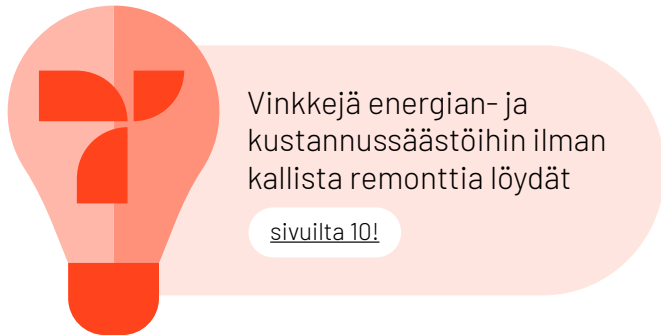 Vinkkejä energian- ja
kustannussäästöihin ilman
kallista remonttia löydät
sivuilta 10!